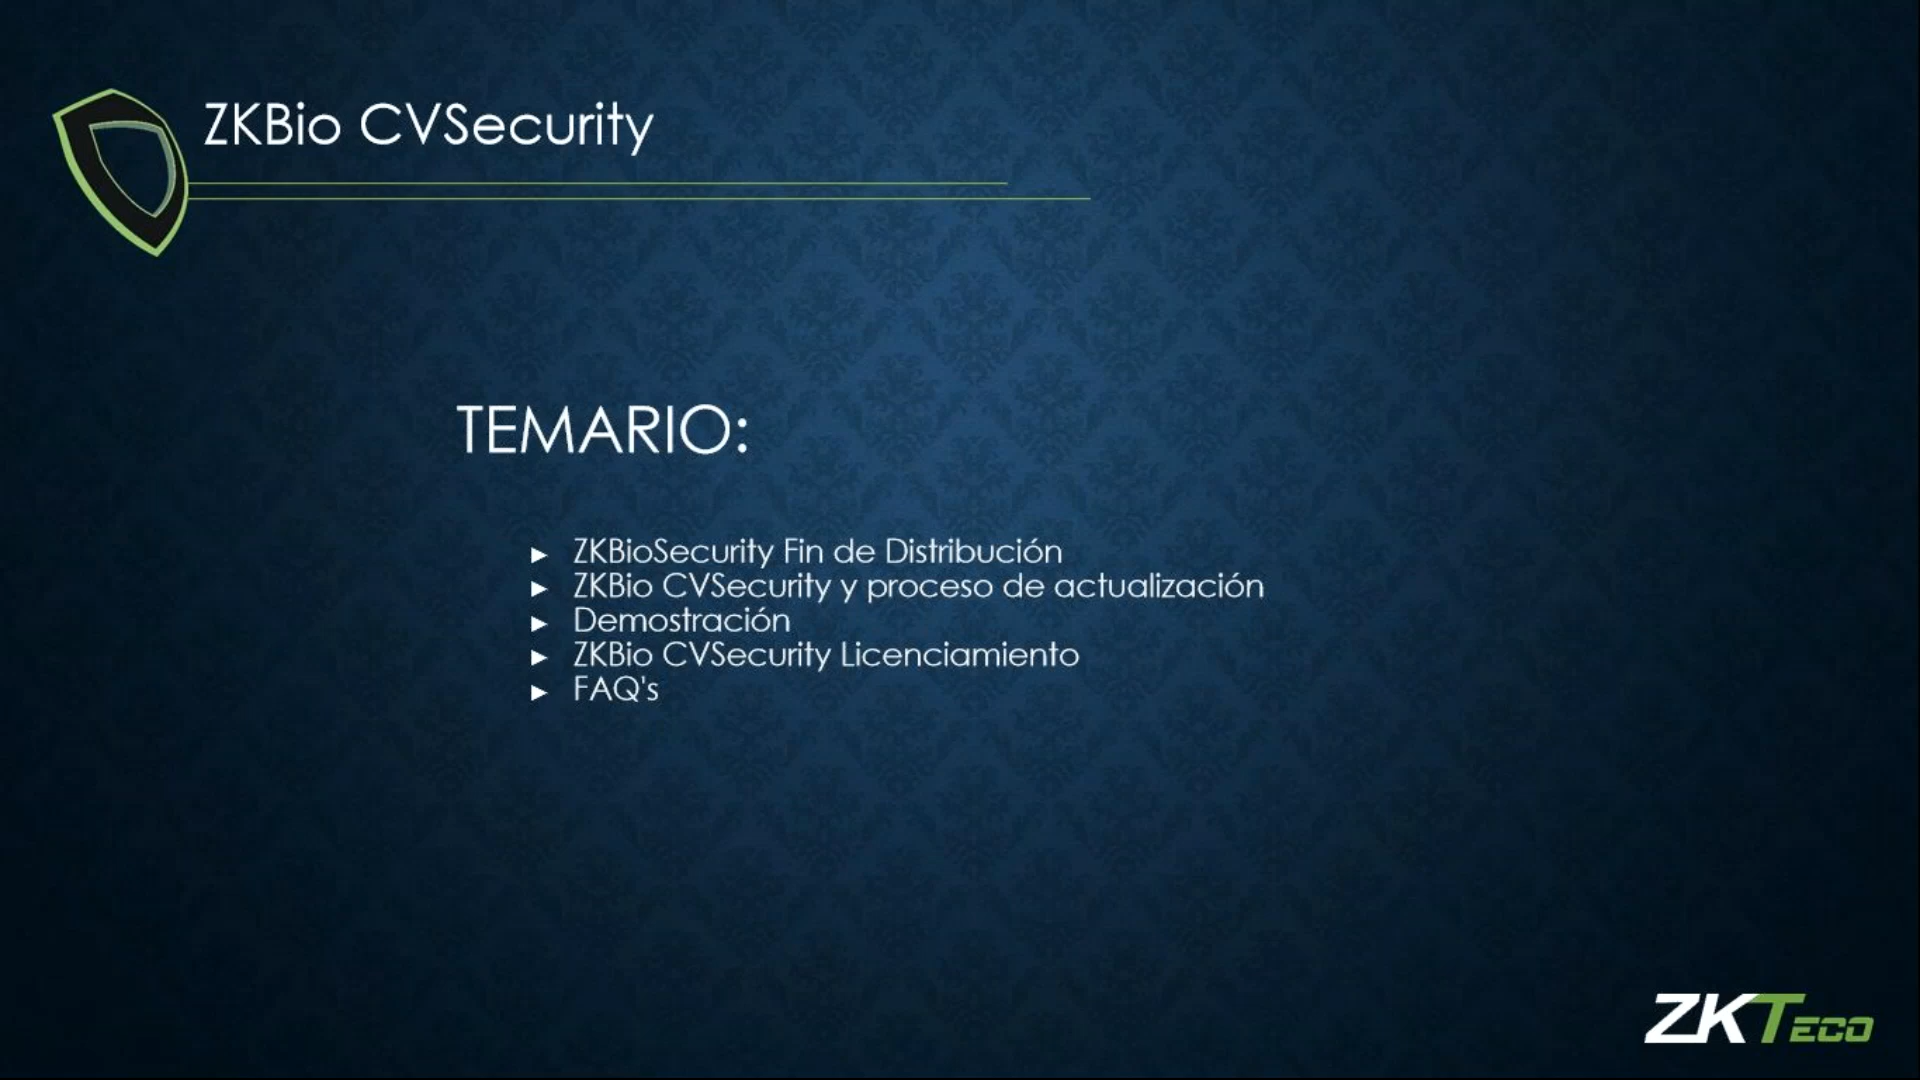 ZKBio CVSecurity
TEMARIO:
► ZKBioSecurity Fin de Distribución
► ZKBio CVSecurity y proceso de actualización
► Demostración
► ZKBio CVSecurity Licenciamiento
► FAQ's
ZKTECO